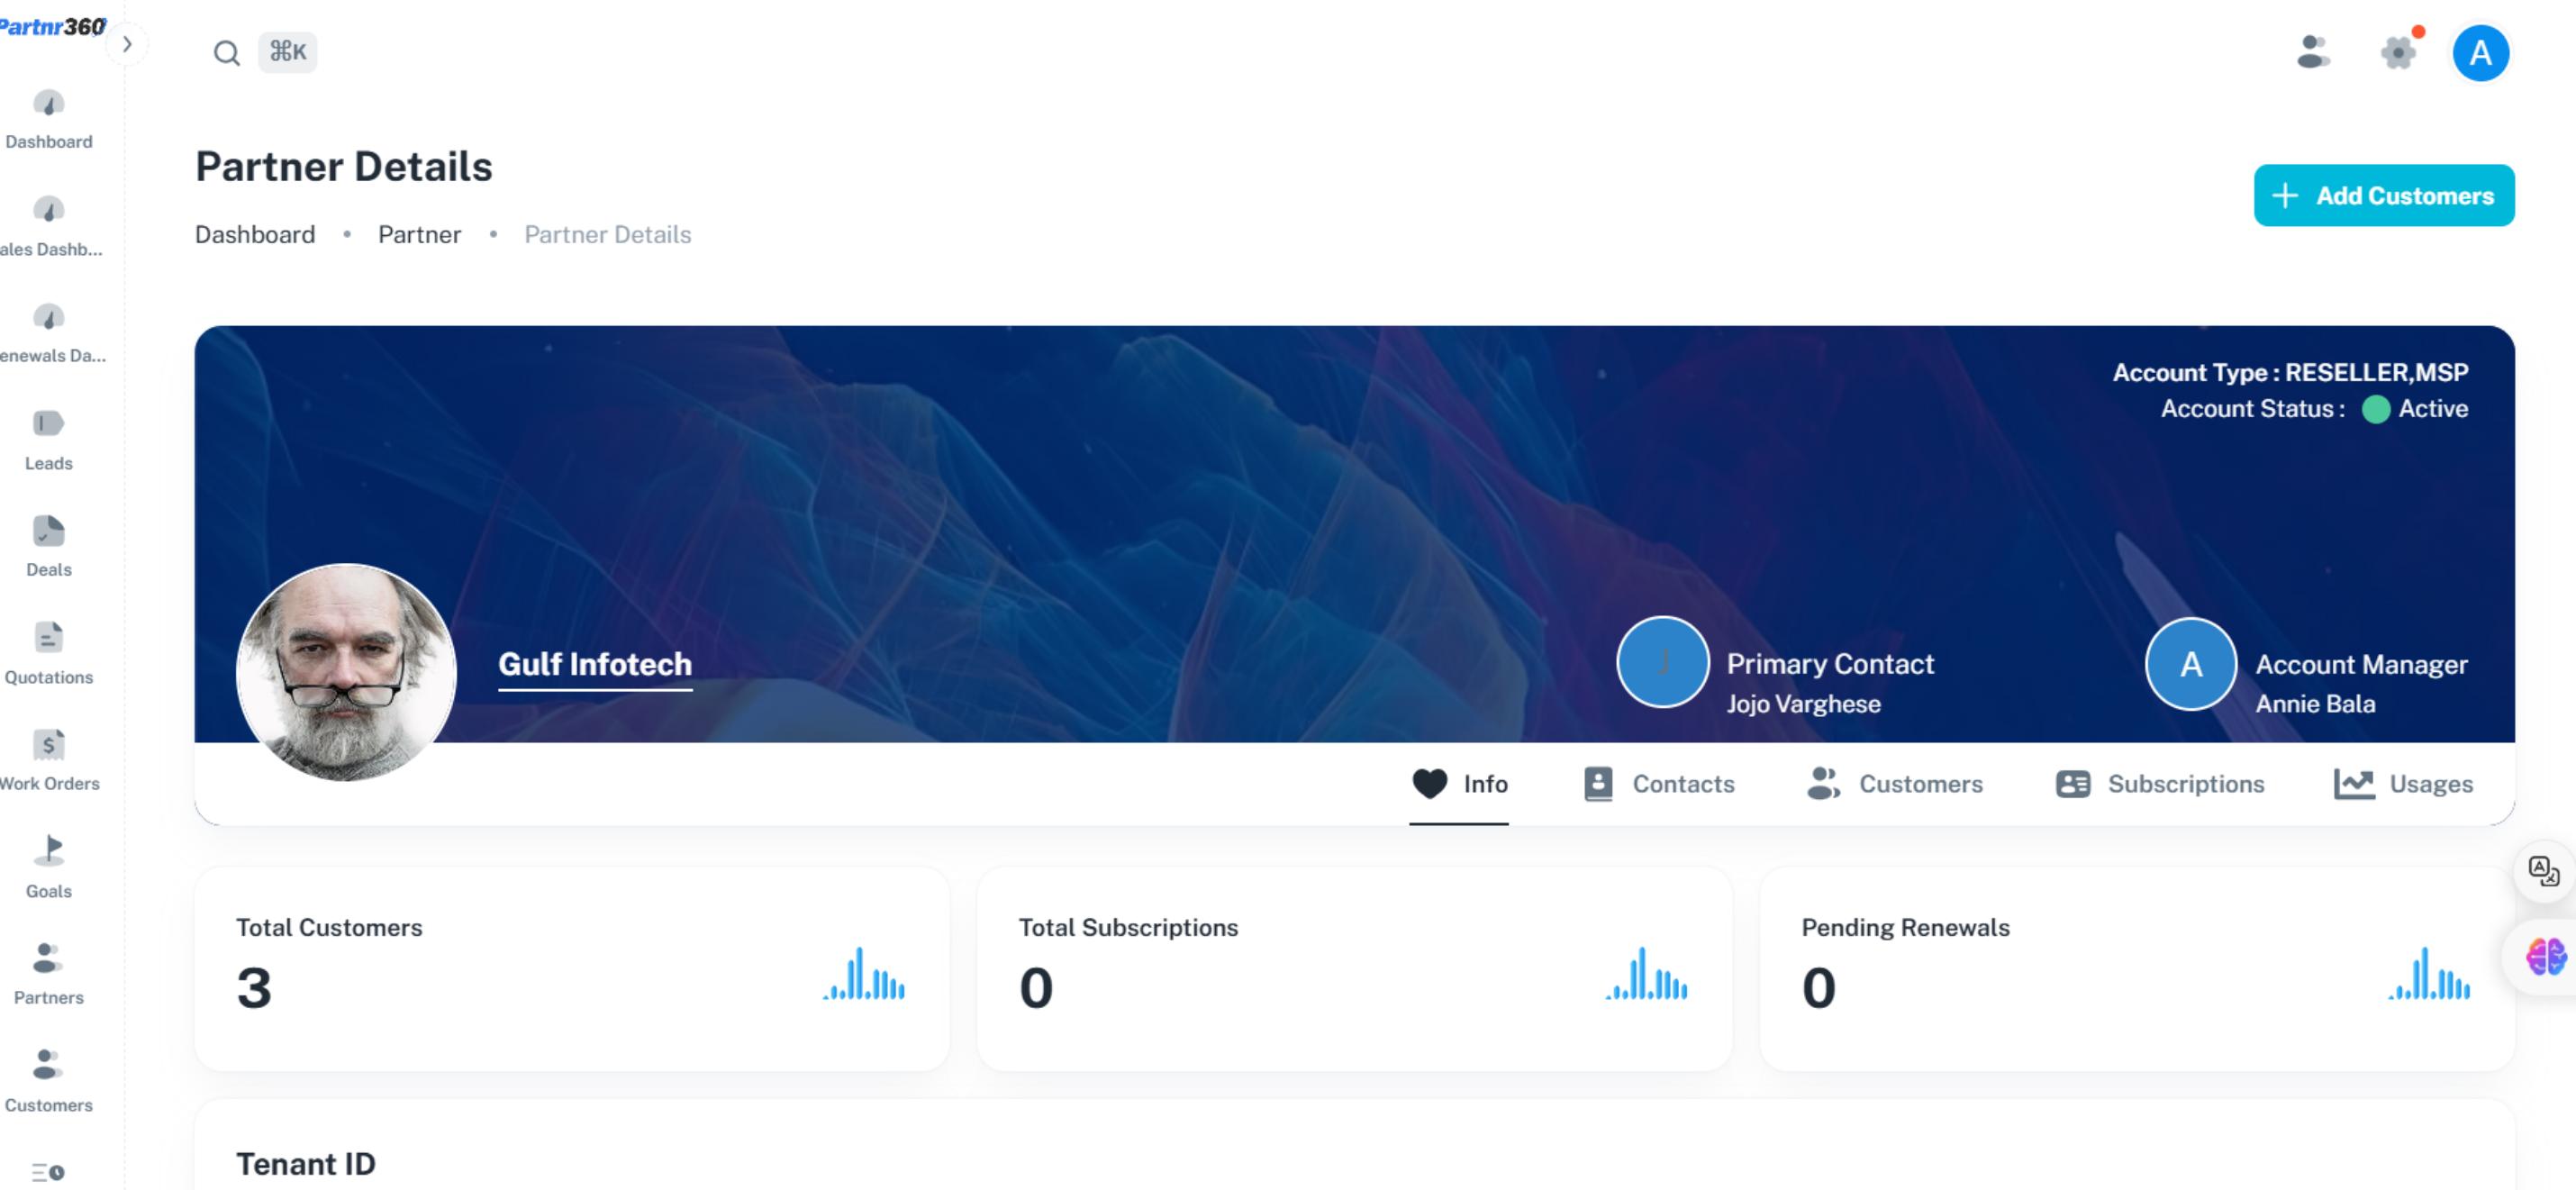 Partnr360
⌘K
A
Dashboard
ales Dashb...
enewals Da...
Leads
Deals
Quotations
Work Orders
Goals
Partners
Customers
Partner Details
Dashboard • Partner • Partner Details
+ Add Customers
Account Type : RESELLER,MSP
Account Status : Active
Gulf Infotech
J
Primary Contact
Jojo Varghese
A
Account Manager
Annie Bala
Info
Contacts
Customers
Subscriptions
Usages
Total Customers
3
Total Subscriptions
0
Pending Renewals
0
Tenant ID